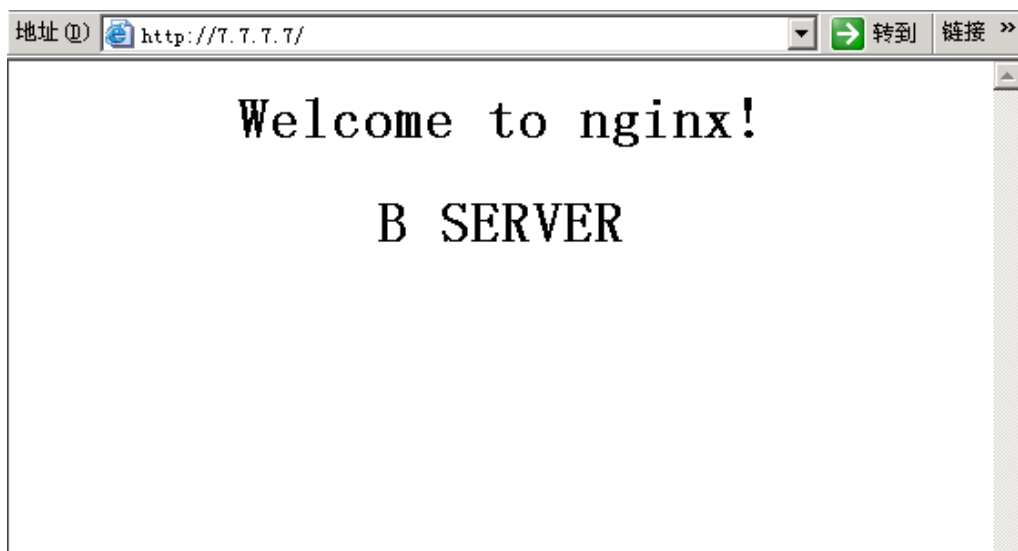 地址(D) http://7.7.7.7/ 转到 链接 »
Welcome to nginx!
B SERVER